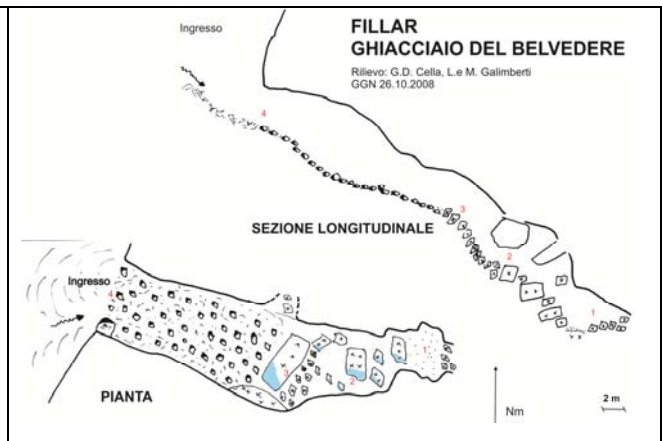 Ingresso
FILLAR
GHIACCIAIO DEL BELVEDERE
Rilievo: G.D. Cella, L.e M. Galimberti
GGN 26.10.2008
4
3
SEZIONE LONGITUDINALE
2
1
Ingresso
4
3
2
1
PIANTA
Nm
2 m